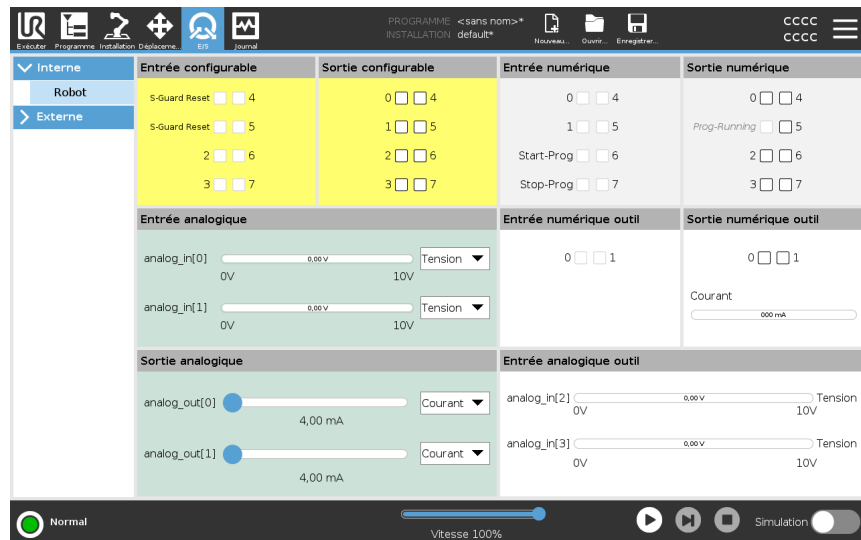 PROGRAMME <sans nom>*
INSTALLATION default*
Exécuter Programme Installation Déplaceme... E/S Journal
Nouveau... Ouvrir... Enregistrer...
CCCC
CCCC
Interne
Robot
Externe
Entrée configurable
S-Guard Reset 4
S-Guard Reset 5
2 6
3 7
Sortie configurable
0 4
1 5
2 6
3 7
Entrée numérique
0 4
1 5
Start-Prog 6
Stop-Prog 7
Sortie numérique
0 4
Prog-Running 5
2 6
3 7
Entrée analogique
analog_in[0] 0,00 V Tension
0V 10V
analog_in[1] 0,00 V Tension
0V 10V
Entrée numérique outil
0 1
Sortie numérique outil
0 1
Courant
000 mA
Sortie analogique
analog_out[0] Courant
4,00 mA
analog_out[1] Courant
4,00 mA
Entrée analogique outil
analog_in[2] 0,00 V Tension
0V 10V
analog_in[3] 0,00 V Tension
0V 10V
Normal
Vitesse 100%
Simulation